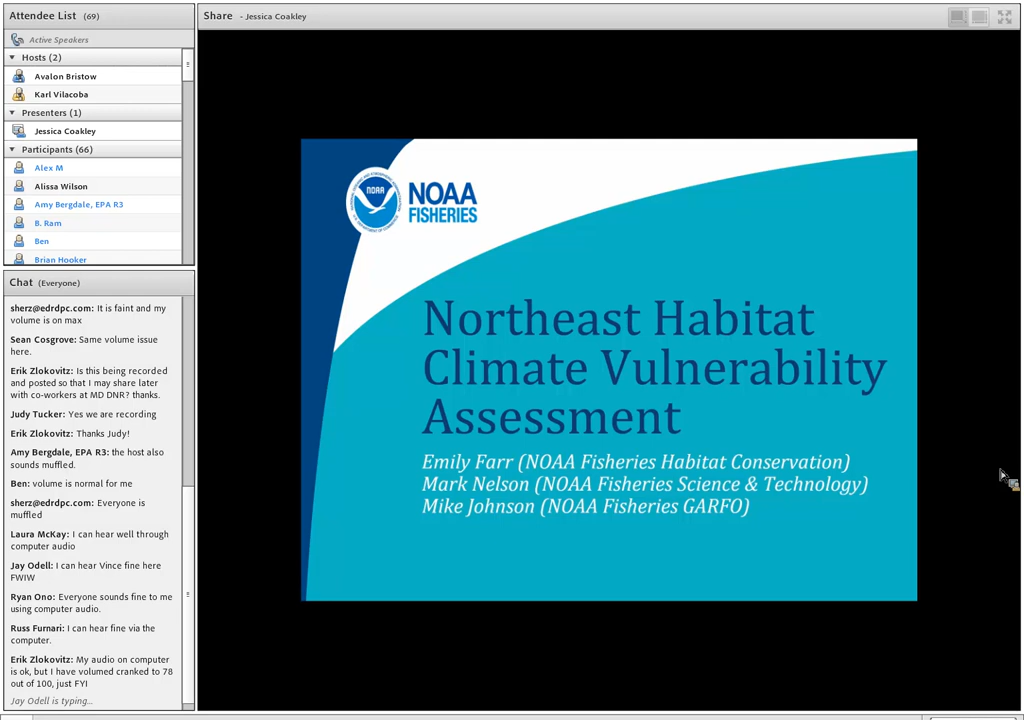 Attendee List (69)
Active Speakers
Hosts (2)
Avalon Bristow
Karl Vilacoba
Presenters (1)
Jessica Coakley
Participants (66)
Alex M
Alissa Wilson
Amy Bergdale, EPA R3
B. Ram
Ben
Brian Hooker
Chat (Everyone)
sherz@edrdpc.com: It is faint and my
volume is on max
Sean Cosgrove: Same volume issue
here.
Erik Zlokovitz: Is this being recorded
and posted so that I may share later
with co-workers at MD DNR? thanks.
Judy Tucker: Yes we are recording
Erik Zlokovitz: Thanks Judy!
Amy Bergdale, EPA R3: the host also
sounds muffled.
Ben: volume is normal for me
sherz@edrdpc.com: Everyone is
muffled
Laura McKay: I can hear well through
computer audio
Jay Odell: I can hear Vince fine here
FWIW
Ryan Ono: Everyone sounds fine to me
using computer audio.
Russ Furnari: I can hear fine via the
computer.
Erik Zlokovitz: My audio on computer
is ok, but I have volumed cranked to 78
out of 100, just FYI
Jay Odell is typing...
Share - Jessica Coakley
NOAA
NOAA
FISHERIES
Northeast Habitat
Climate Vulnerability
Assessment
Emily Farr (NOAA Fisheries Habitat Conservation)
Mark Nelson (NOAA Fisheries Science & Technology)
Mike Johnson (NOAA Fisheries GARFO)